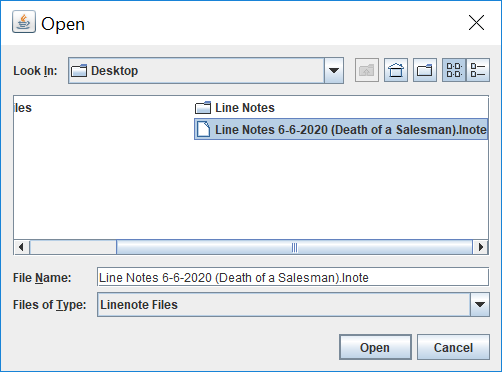 Open
Look In: Desktop
les
Line Notes
Line Notes 6-6-2020 (Death of a Salesman).lnote
File Name: Line Notes 6-6-2020 (Death of a Salesman).lnote
Files of Type: Linenote Files
Open Cancel